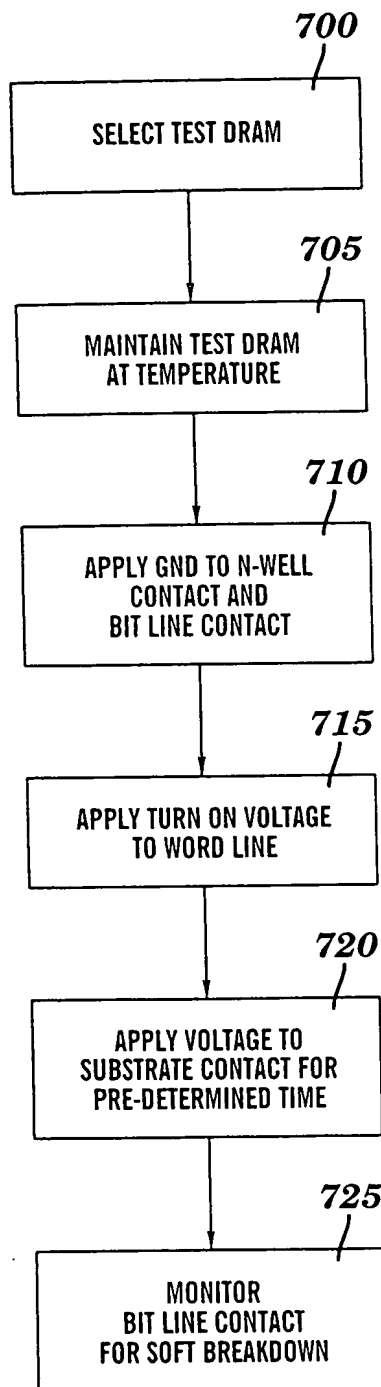 700
SELECT TEST DRAM
705
MAINTAIN TEST DRAM
AT TEMPERATURE
710
APPLY GND TO N-WELL
CONTACT AND
BIT LINE CONTACT
715
APPLY TURN ON VOLTAGE
TO WORD LINE
720
APPLY VOLTAGE TO
SUBSTRATE CONTACT FOR
PRE-DETERMINED TIME
725
MONITOR
BIT LINE CONTACT
FOR SOFT BREAKDOWN